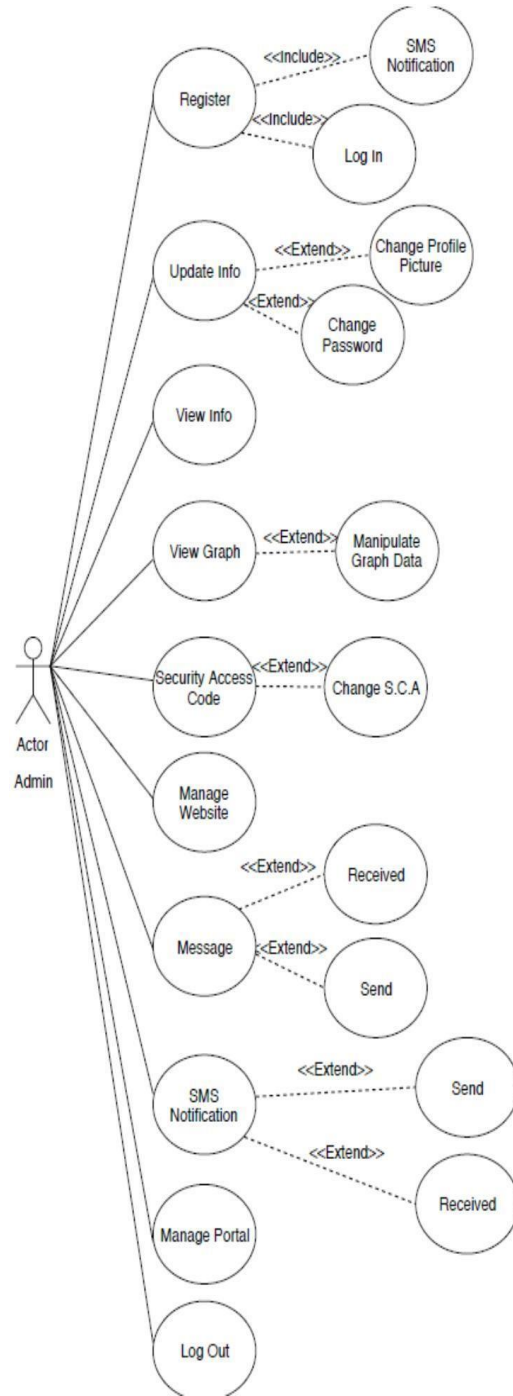 <<Include>>
SMS
Notification
Register
<<Include>>
Log In
<<Extend>>
Change Profile
Picture
Update Info
<Extend>>
Change
Password
View Info
View Graph
<<Extend>>
Manipulate
Graph Data
Security Access
Code
<<Extend>>
Change S.C.A
Actor
Admin
Manage
Website
<<Extend>>
Received
Message
<<Extend>>
Send
SMS
Notification
<<Extend>>
Send
<<Extend>>
Received
Manage Portal
Log Out